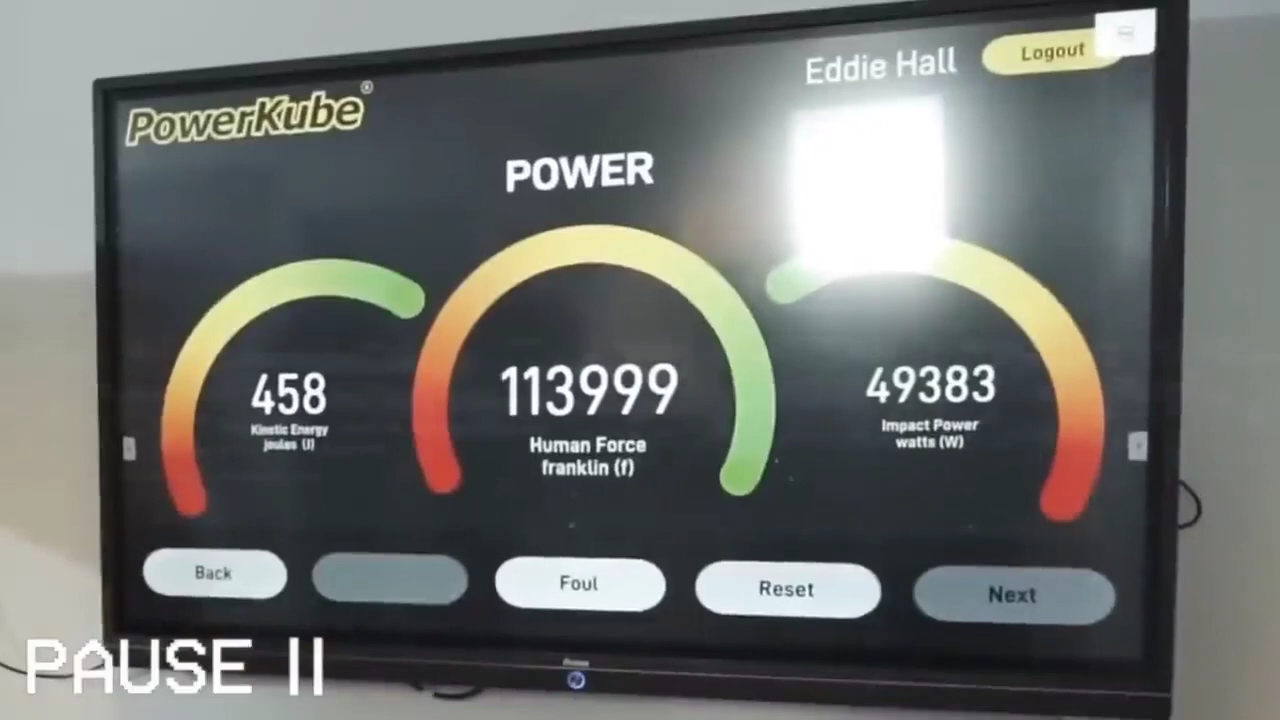 PowerKube®
Eddie Hall
Logout
POWER
458
Kinetic Energy
joules (J)
113999
Human Force
franklin (f)
49383
Impact Power
watts (W)
Back
Foul
Reset
Next
PAUSE II